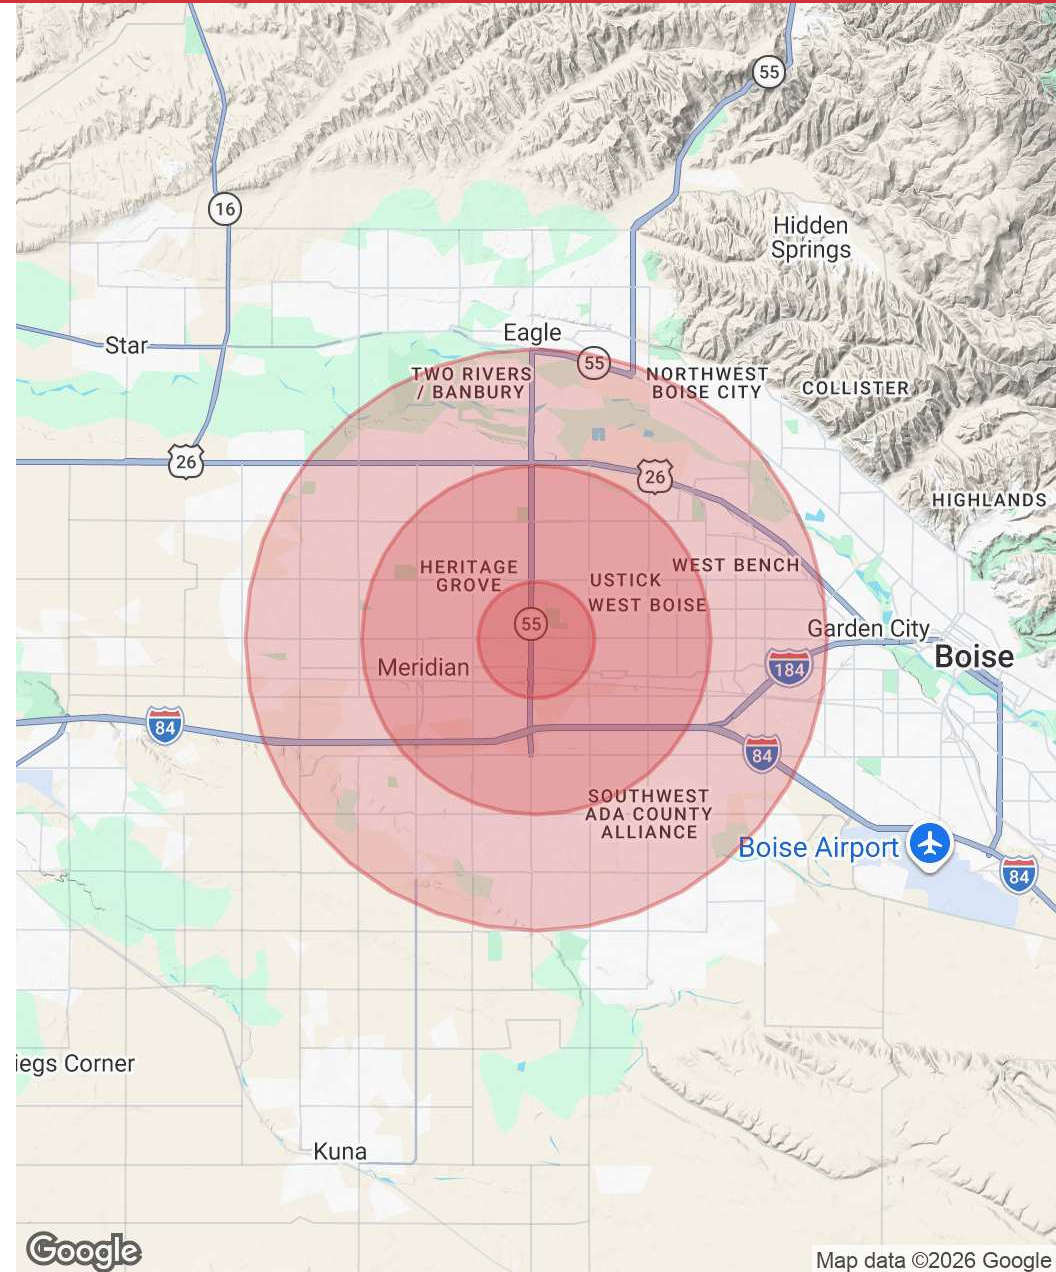 55
16
Hidden
Springs
Eagle
Star
55
TWO RIVERS
/ BANBURY
NORTHWEST
BOISE CITY
COLLISTER
26
26
HIGHLANDS
HERITAGE
GROVE
WEST BENCH
USTICK
WEST BOISE
55
Garden City
Boise
Meridian
184
84
84
SOUTHWEST
ADA COUNTY
ALLIANCE
Boise Airport
84
iegs Corner
Kuna
Google
Map data ©2026 Google